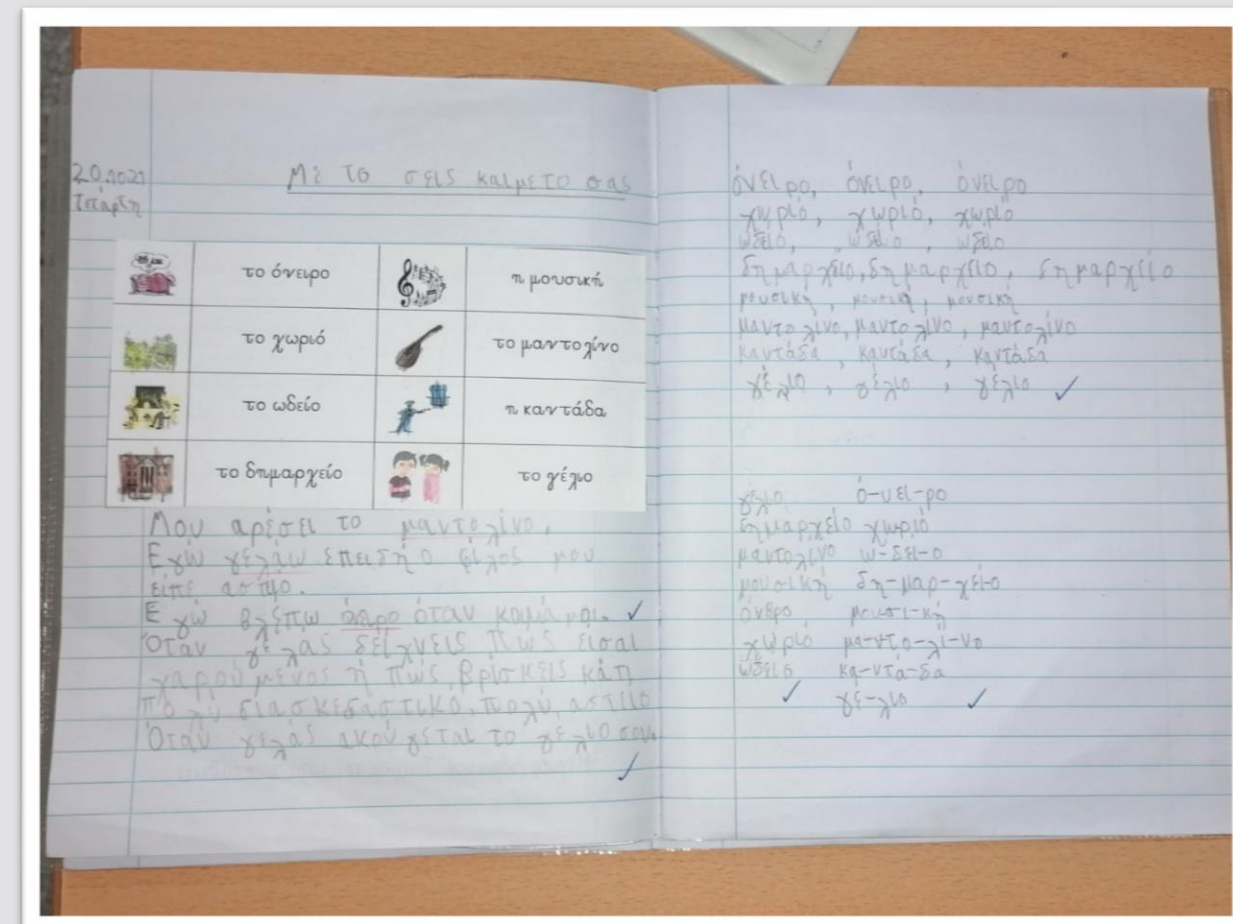 20.10.21
Τετάρτη
Με το σεις και με το σας
το όνειρο η μουσική
το χωριό το μαντολίνο
το ωδείο η καντάδα
το δημαρχείο το γέλιο
Μου αρέσει το μαντολίνο.
Εγώ γελάω επειδή ο φίλος μου
είπε αστείο.
Εγώ βλέπω όνειρο όταν κοιμάμαι.
Όταν γελάς δείχνεις πως είσαι
χαρούμενος ή πώς βρίσκεις κάτι
πολύ διασκεδαστικό, πολύ αστείο
Όταν γελάς ακούγεται το γέλιο σου.
όνειρο, όνειρο, όνειρο
χωριό, χωριό, χωριό
ωδείο, ωδείο, ωδείο
δημαρχείο, δημαρχείο, δημαρχείο
μουσική, μουσική, μουσική
μαντολίνο, μαντολίνο, μαντολίνο
καντάδα, καντάδα, καντάδα
γέλιο, γέλιο, γέλιο
γέλιο ό-νει-ρο
δημαρχείο χωριό
μαντολίνο ω-δεί-ο
μουσική δη-μαρ-χεί-ο
όνερο μουσι-κή
χωριό μα-ντο-λί-νο
ωδείο κα-ντά-δα
γέ-λιο